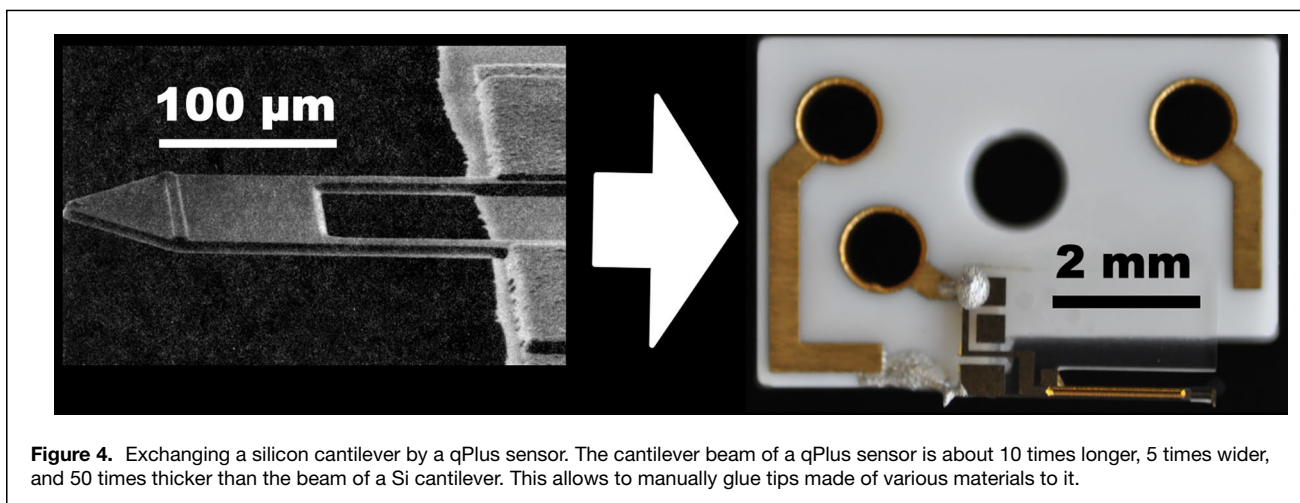 100 µm
2 mm
Figure 4. Exchanging a silicon cantilever by a qPlus sensor. The cantilever beam of a qPlus sensor is about 10 times longer, 5 times wider,
and 50 times thicker than the beam of a Si cantilever. This allows to manually glue tips made of various materials to it.